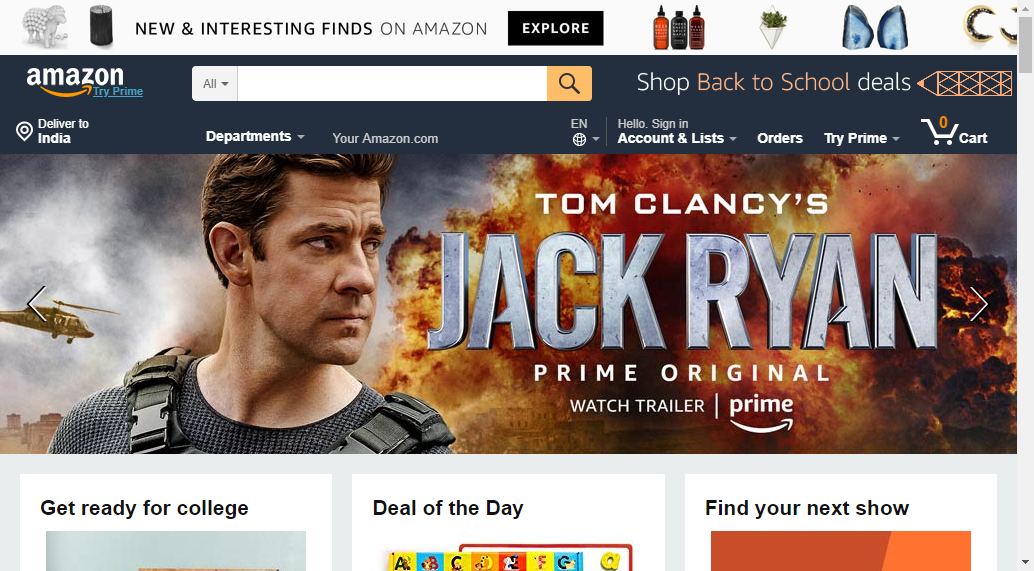 NEW & INTERESTING FINDS ON AMAZON EXPLORE
amazon
Try Prime
All
Shop Back to School deals
Deliver to
India
Departments
Your Amazon.com
EN
Hello. Sign in
Account & Lists
Orders
Try Prime
0
Cart
TOM CLANCY'S
JACK RYAN
PRIME ORIGINAL
WATCH TRAILER | prime
Get ready for college
Deal of the Day
Find your next show
A B C D E F G a